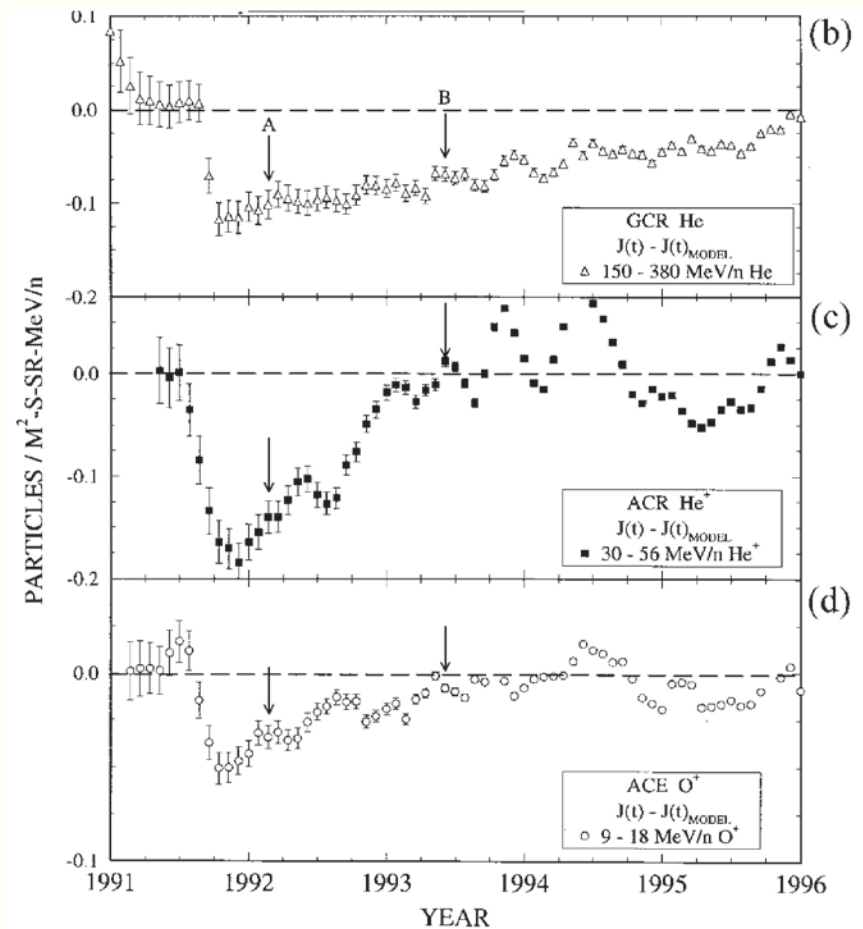 0.1
(b)
A
B
0.0
-0.1
GCR He
J(t) - J(t)MODEL
△ 150 - 380 MeV/n He
-0.2
(c)
0.0
-0.1
ACR He+
J(t) - J(t)MODEL
■ 30 - 56 MeV/n He+
-0.2
(d)
0.0
ACE O+
J(t) - J(t)MODEL
○ 9 - 18 MeV/n O+
-0.1
PARTICLES / M²-S-SR-MeV/n
1991 1992 1993 1994 1995 1996
YEAR